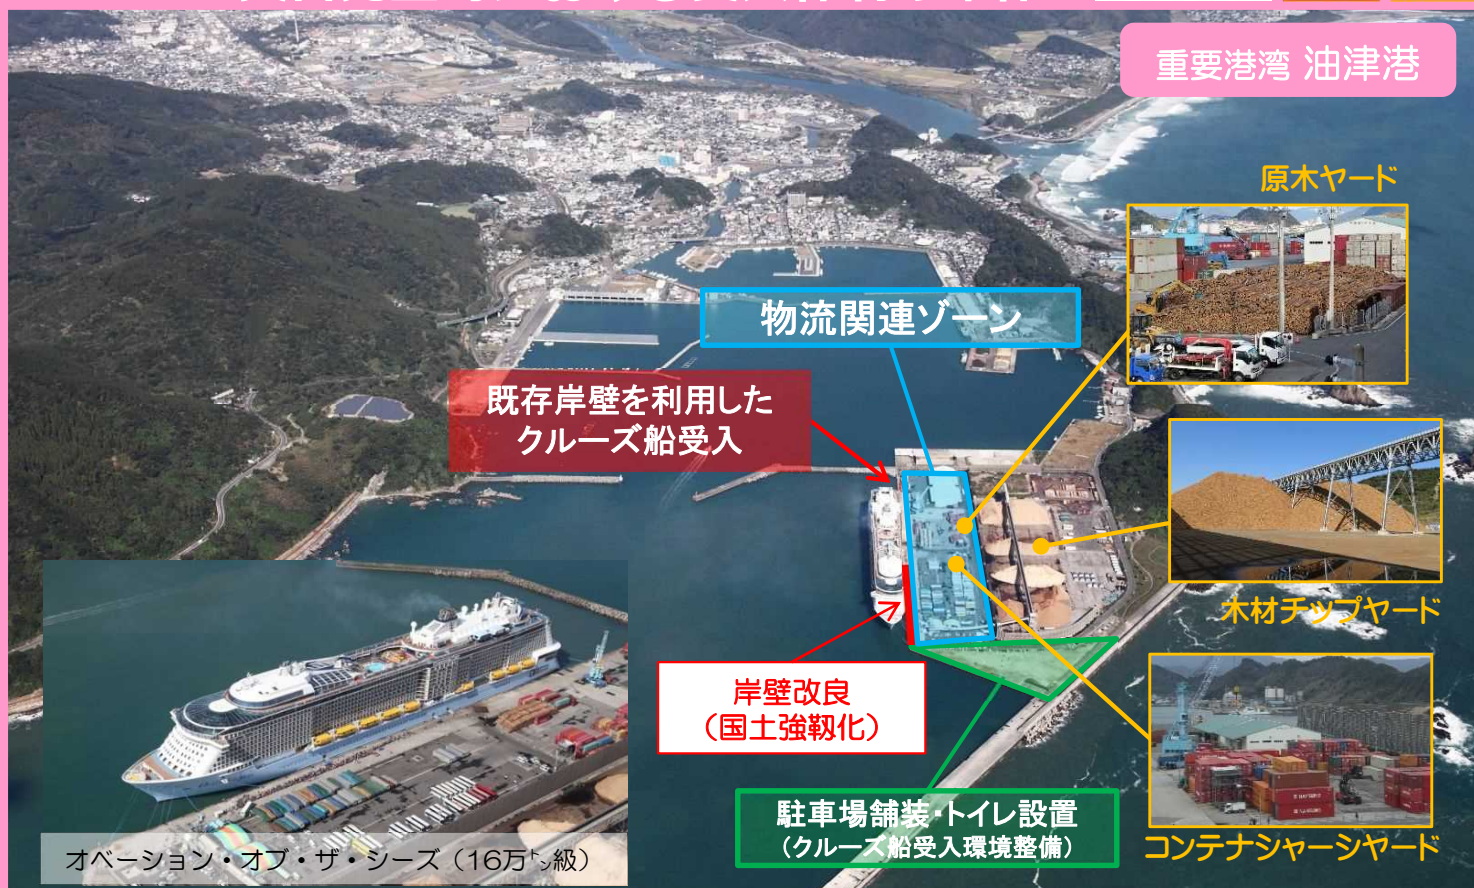 重要港湾 油津港
原木ヤード
物流関連ゾーン
既存岸壁を利用した
クルーズ船受入
木材チップヤード
岸壁改良
（国土強靱化）
駐車場舗装・トイレ設置
（クルーズ船受入環境整備）
コンテナシャーシヤード
オベーション・オブ・ザ・シーズ（16万㌧級）